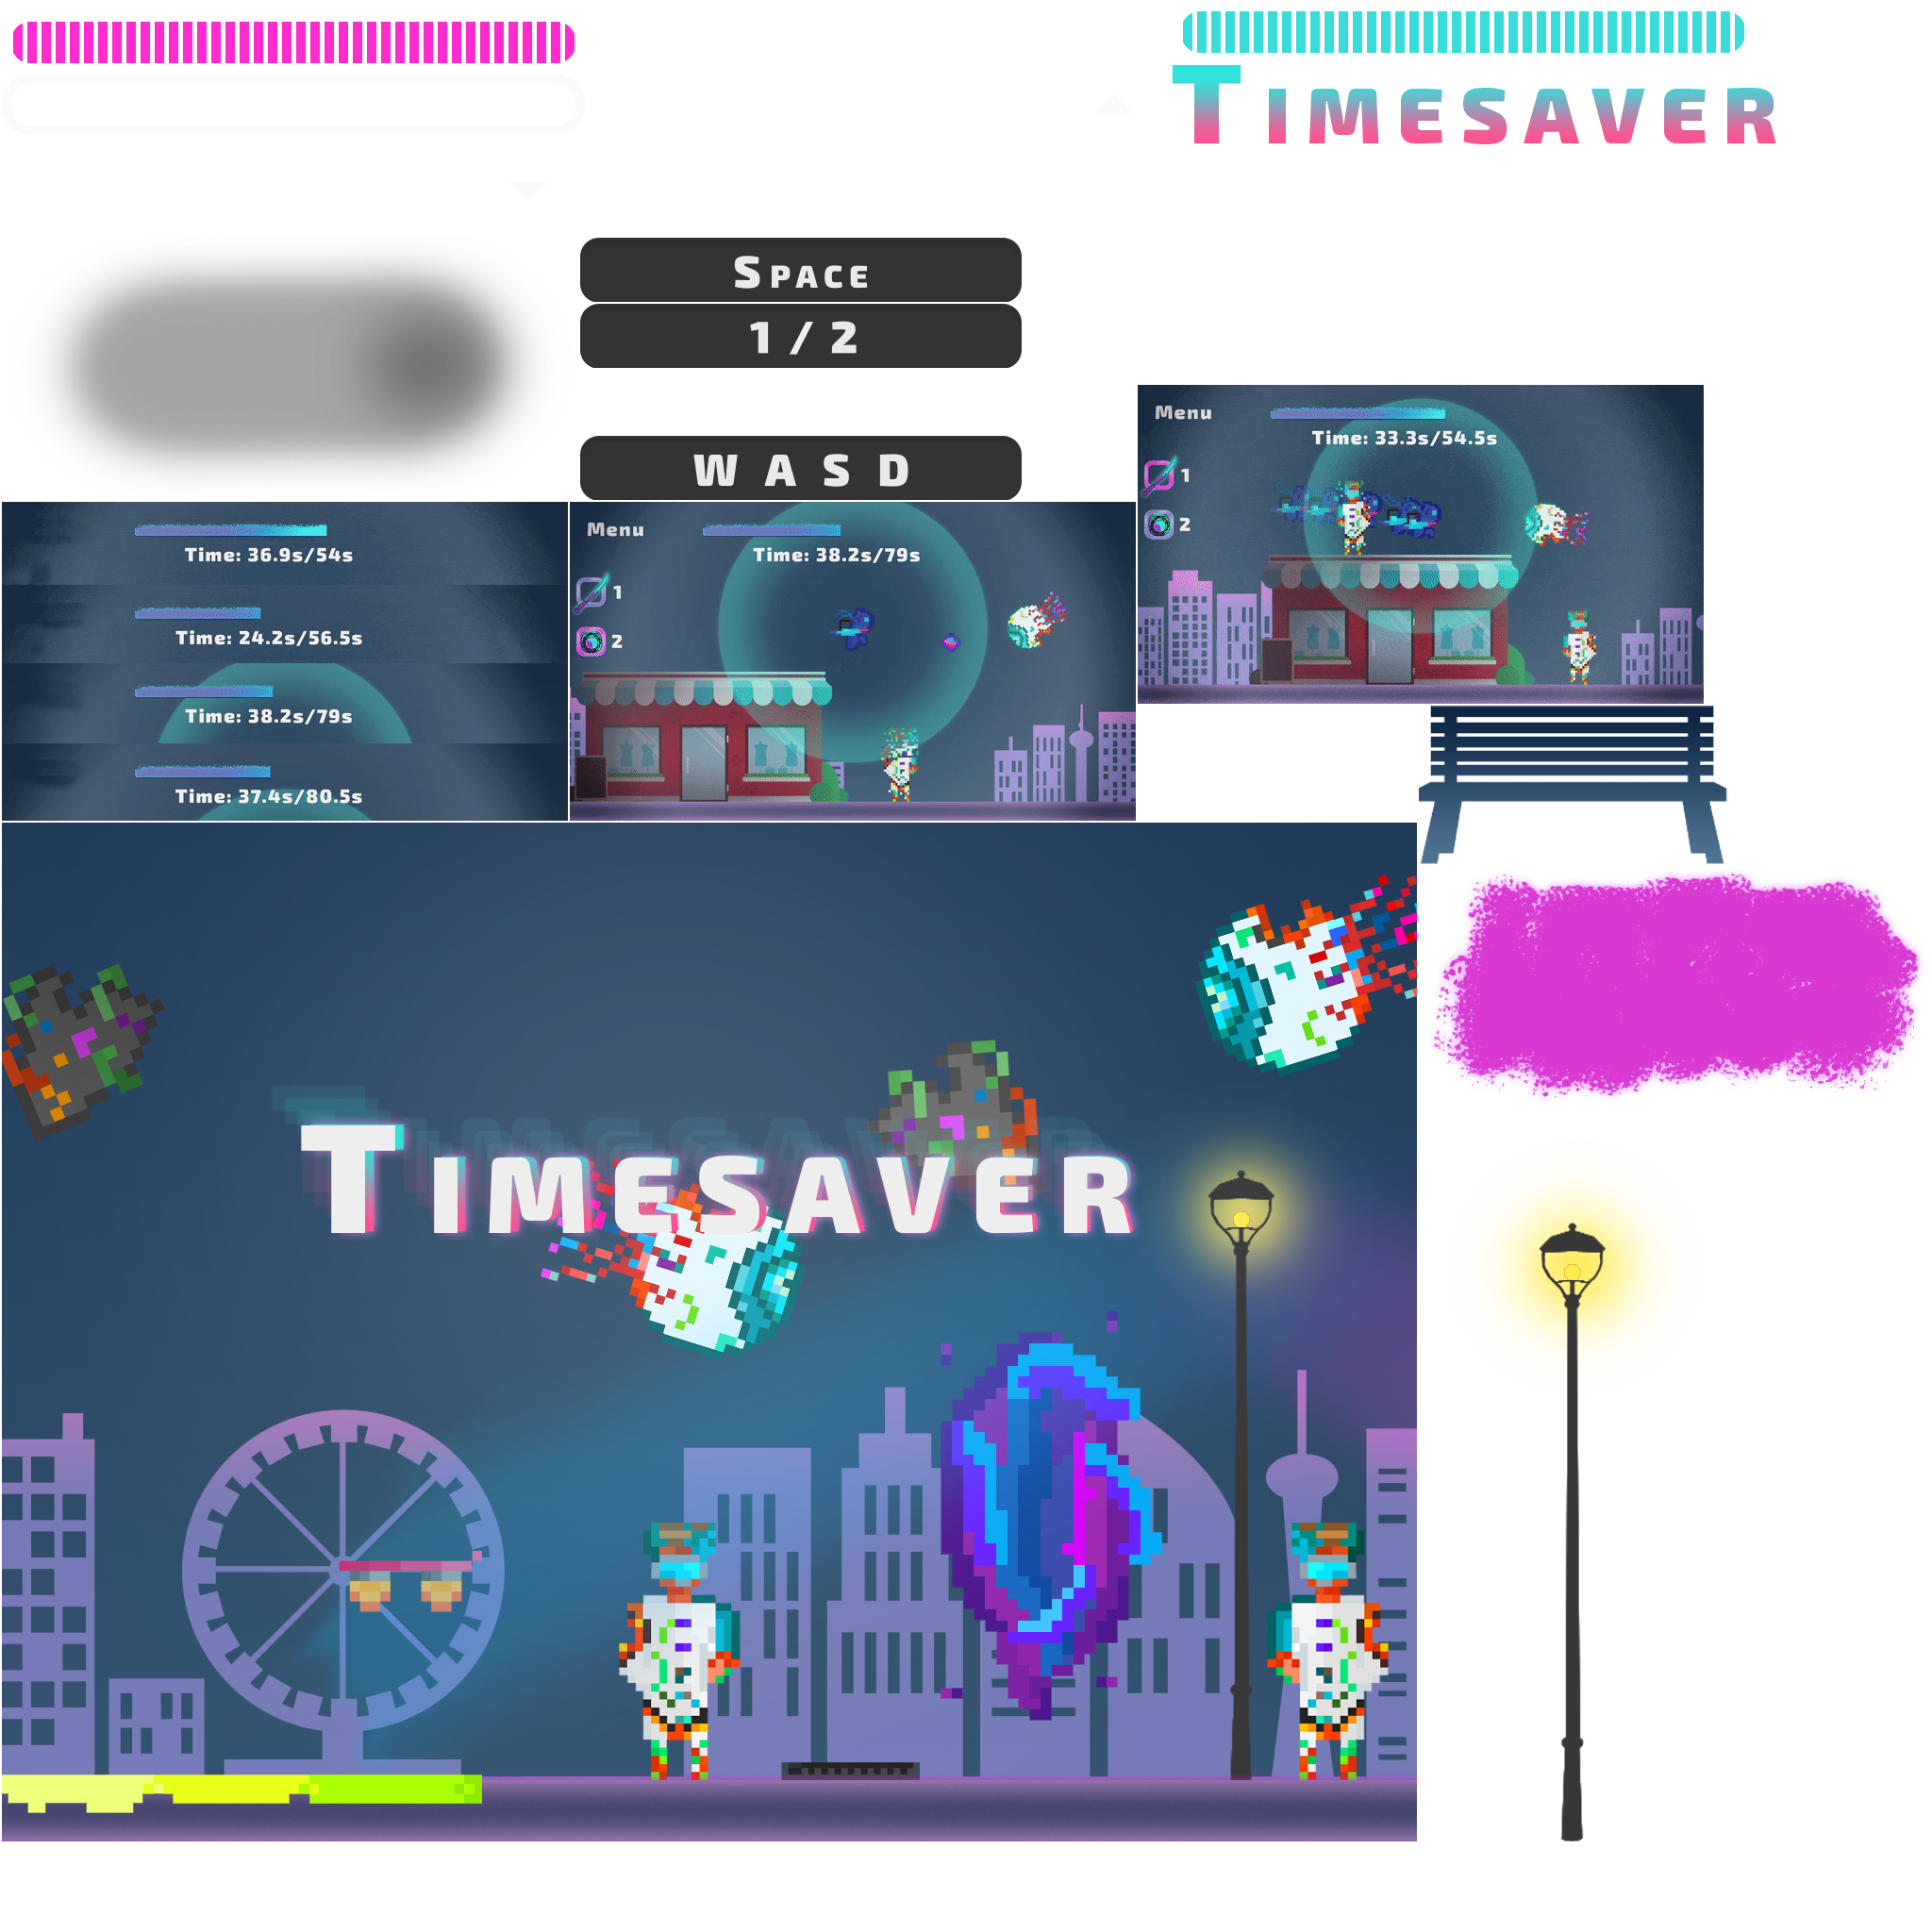 TIMESAVER
SPACE
1 / 2
W A S D
Menu
Time: 33.3s/54.5s
1
2
Time: 36.9s/54s
Time: 24.2s/56.5s
Time: 38.2s/79s
Time: 37.4s/80.5s
Menu
Time: 38.2s/79s
1
2
TIMESAVER